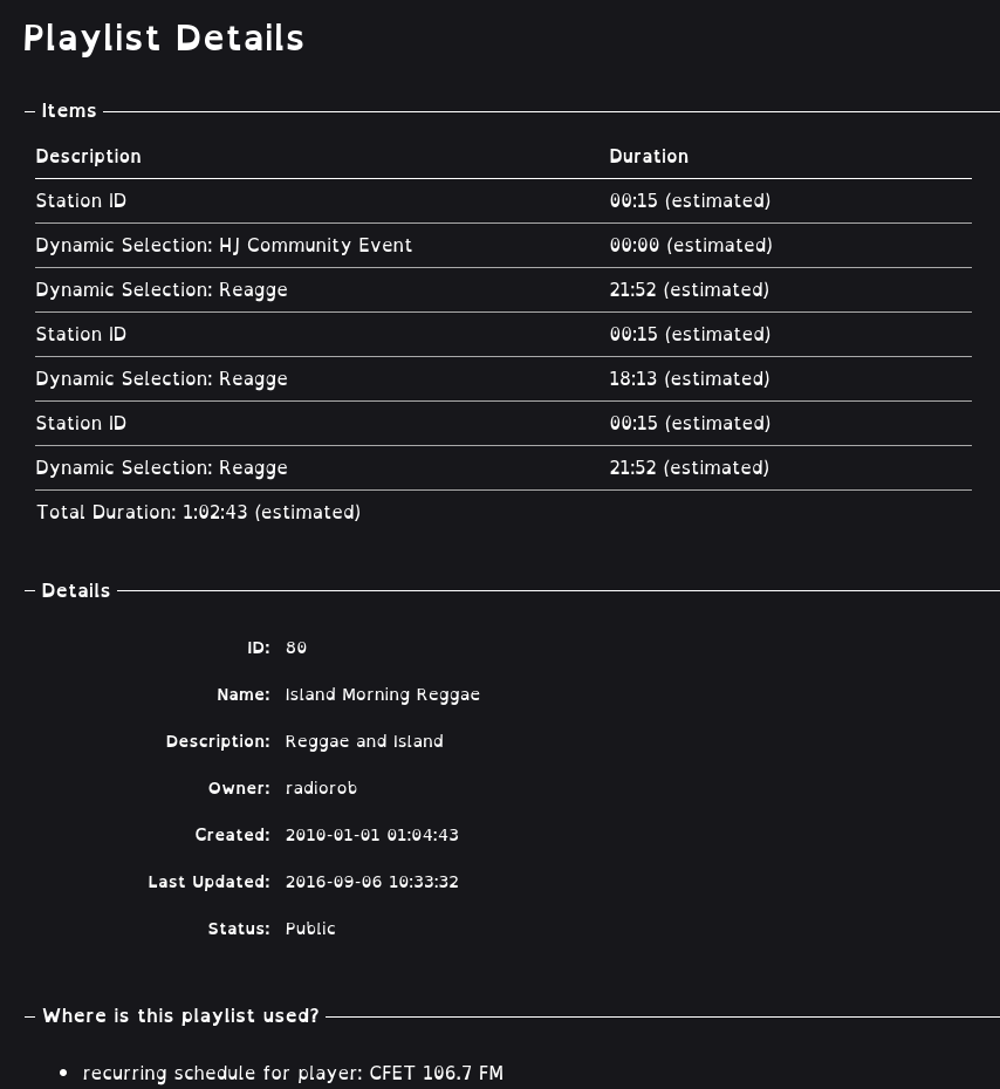 Playlist Details
Items
Description Duration
Station ID 00:15 (estimated)
Dynamic Selection: HJ Community Event 00:00 (estimated)
Dynamic Selection: Reagge 21:52 (estimated)
Station ID 00:15 (estimated)
Dynamic Selection: Reagge 18:13 (estimated)
Station ID 00:15 (estimated)
Dynamic Selection: Reagge 21:52 (estimated)
Total Duration: 1:02:43 (estimated)
Details
ID: 80
Name: Island Morning Reggae
Description: Reggae and Island
Owner: radiorob
Created: 2010-01-01 01:04:43
Last Updated: 2016-09-06 10:33:32
Status: Public
Where is this playlist used?
• recurring schedule for player: CFET 106.7 FM